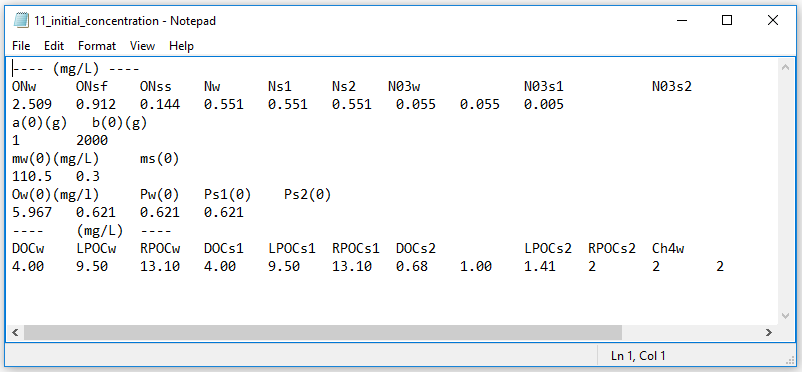 11_initial_concentration - Notepad
File Edit Format View Help
---- (mg/L) ----
ONw ONsf ONss Nw Ns1 Ns2 N03w N03s1 N03s2
2.509 0.912 0.144 0.551 0.551 0.551 0.055 0.055 0.005
a(0)(g) b(0)(g)
1 2000
mw(0)(mg/L) ms(0)
110.5 0.3
Ow(0)(mg/l) Pw(0) Ps1(0) Ps2(0)
5.967 0.621 0.621 0.621
---- (mg/L) ----
DOCw LPOCw RPOCw DOCs1 LPOCs1 RPOCs1 DOCs2 LPOCs2 RPOCs2 Ch4w
4.00 9.50 13.10 4.00 9.50 13.10 0.68 1.00 1.41 2 2 2
Ln 1, Col 1